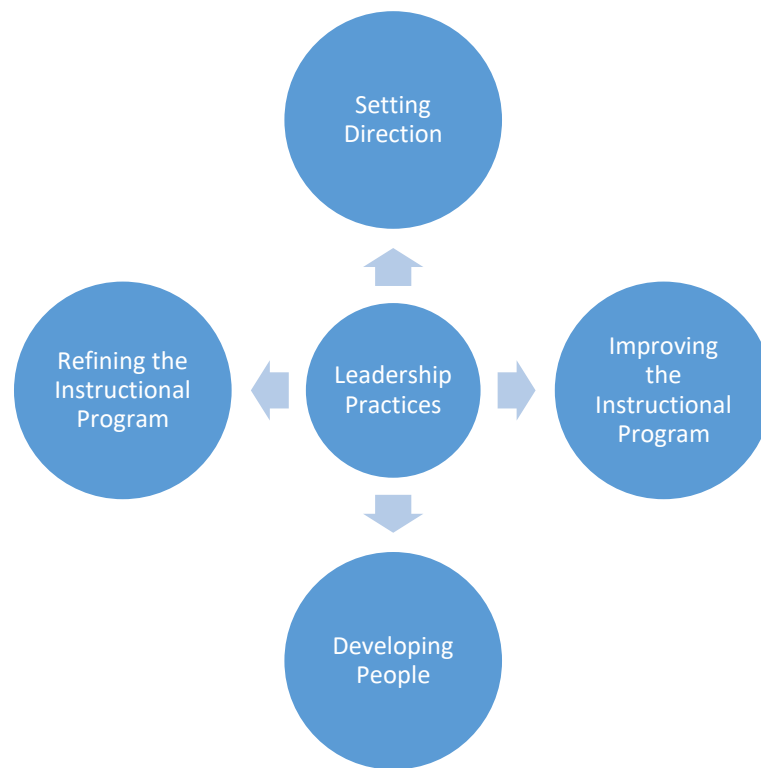 Setting
Direction
Refining the
Instructional
Program
Leadership
Practices
Improving
the
Instructional
Program
Developing
People